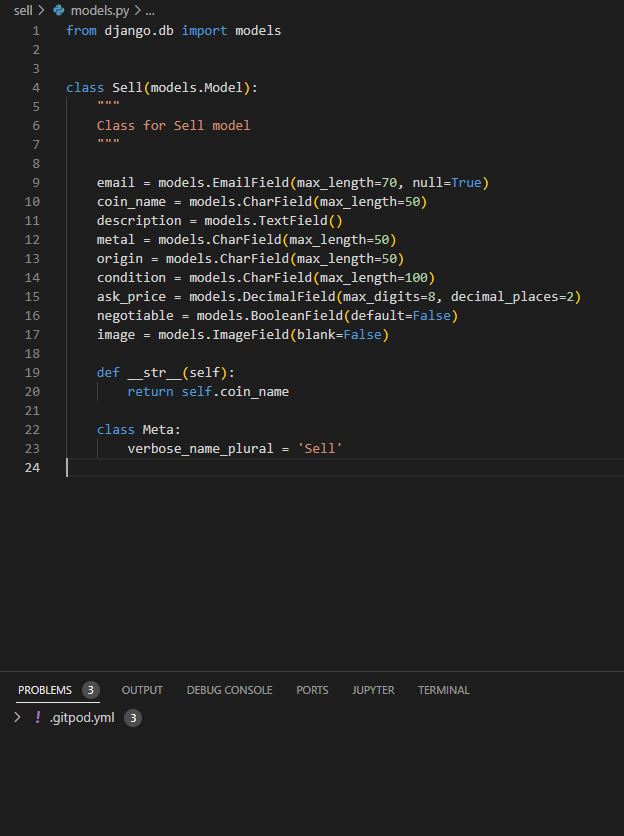 sell > models.py > ...
1 from django.db import models
2
3
4 class Sell(models.Model):
5     """
6     Class for Sell model
7     """
8
9     email = models.EmailField(max_length=70, null=True)
10     coin_name = models.CharField(max_length=50)
11     description = models.TextField()
12     metal = models.CharField(max_length=50)
13     origin = models.CharField(max_length=50)
14     condition = models.CharField(max_length=100)
15     ask_price = models.DecimalField(max_digits=8, decimal_places=2)
16     negotiable = models.BooleanField(default=False)
17     image = models.ImageField(blank=False)
18
19     def __str__(self):
20         return self.coin_name
21
22     class Meta:
23         verbose_name_plural = 'Sell'
24
PROBLEMS 3 OUTPUT DEBUG CONSOLE PORTS JUPYTER TERMINAL
> ! .gitpod.yml 3